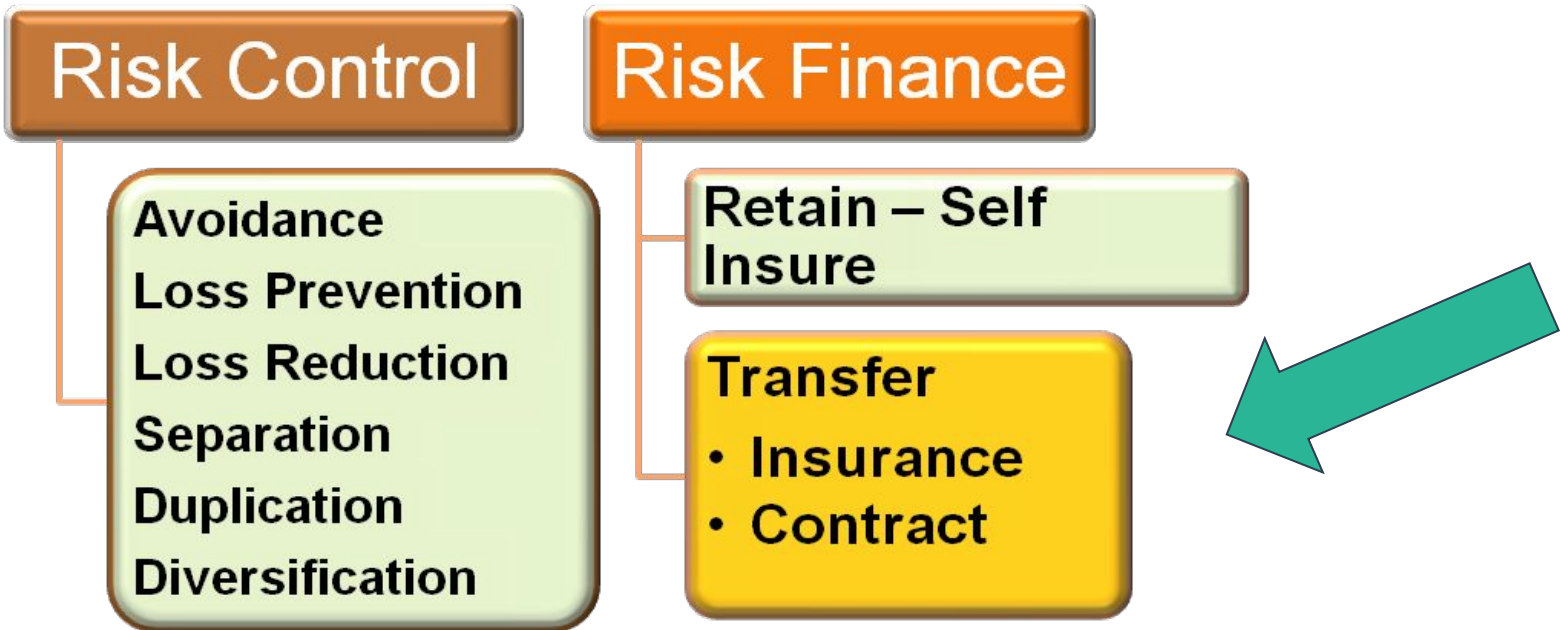 Risk Control
Avoidance
Loss Prevention
Loss Reduction
Separation
Duplication
Diversification
Risk Finance
Retain – Self
Insure
Transfer
• Insurance
• Contract